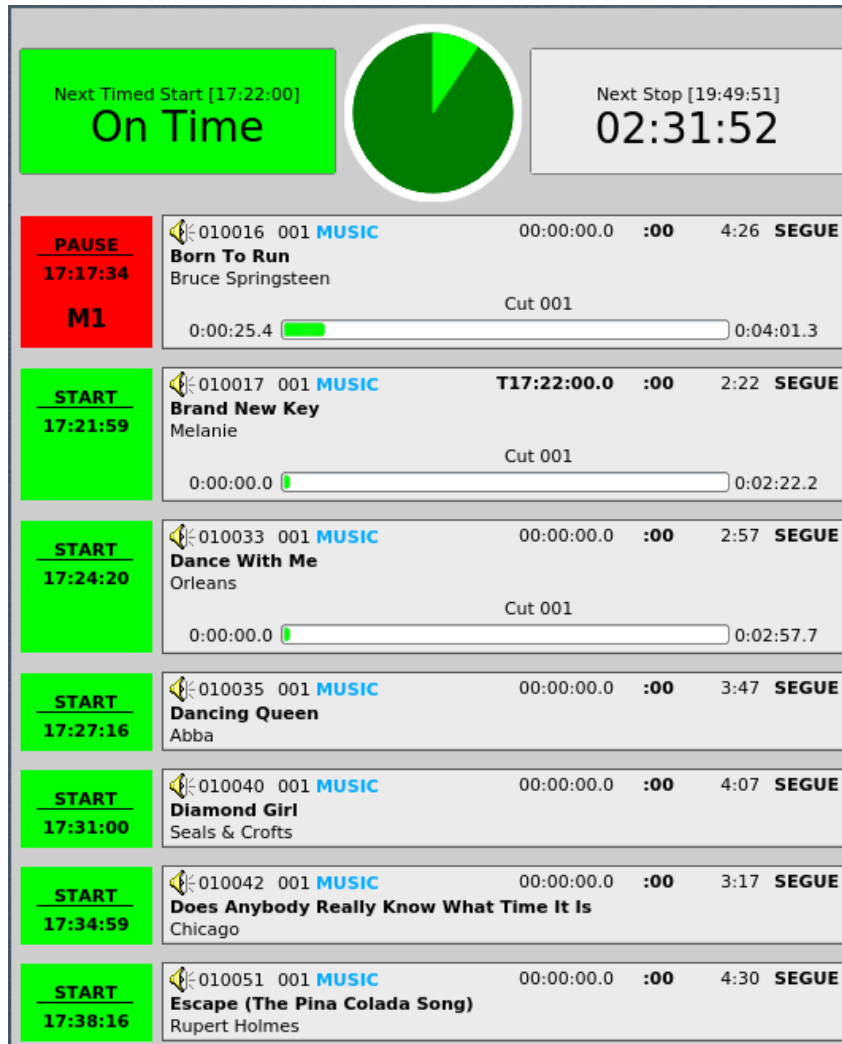 Next Timed Start [17:22:00]
On Time
Next Stop [19:49:51]
02:31:52
PAUSE
17:17:34
M1
010016 001 MUSIC 00:00:00.0 :00 4:26 SEGUE
Born To Run
Bruce Springsteen
Cut 001
0:00:25.4 0:04:01.3
START
17:21:59
010017 001 MUSIC T17:22:00.0 :00 2:22 SEGUE
Brand New Key
Melanie
Cut 001
0:00:00.0 0:02:22.2
START
17:24:20
010033 001 MUSIC 00:00:00.0 :00 2:57 SEGUE
Dance With Me
Orleans
Cut 001
0:00:00.0 0:02:57.7
START
17:27:16
010035 001 MUSIC 00:00:00.0 :00 3:47 SEGUE
Dancing Queen
Abba
START
17:31:00
010040 001 MUSIC 00:00:00.0 :00 4:07 SEGUE
Diamond Girl
Seals & Crofts
START
17:34:59
010042 001 MUSIC 00:00:00.0 :00 3:17 SEGUE
Does Anybody Really Know What Time It Is
Chicago
START
17:38:16
010051 001 MUSIC 00:00:00.0 :00 4:30 SEGUE
Escape (The Pina Colada Song)
Rupert Holmes